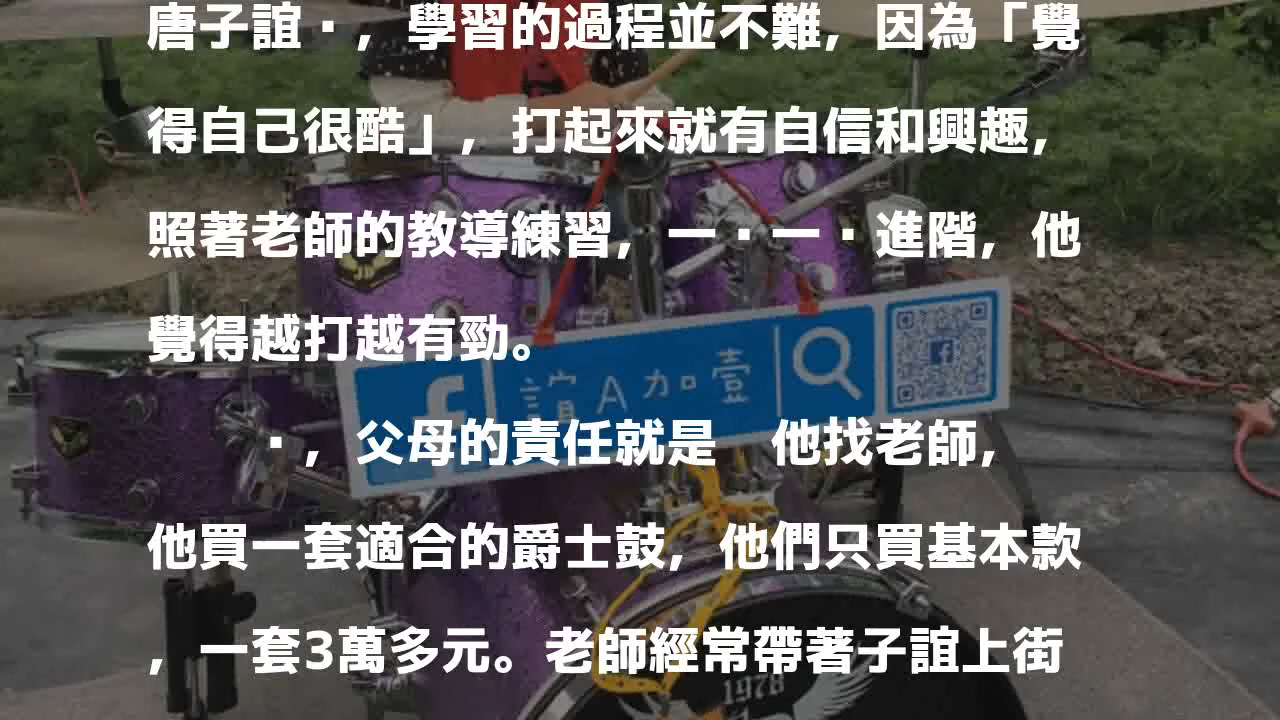 唐子誼·，學習的過程並不難，因為「覺
得自己很酷」，打起來就有自信和興趣，
照著老師的教導練習，一·一·進階，他
覺得越打越有勁。
·，父母的責任就是 他找老師，
他買一套適合的爵士鼓，他們只買基本款
，一套3萬多元。老師經常帶著子誼上街
f 誼A加壹
1978